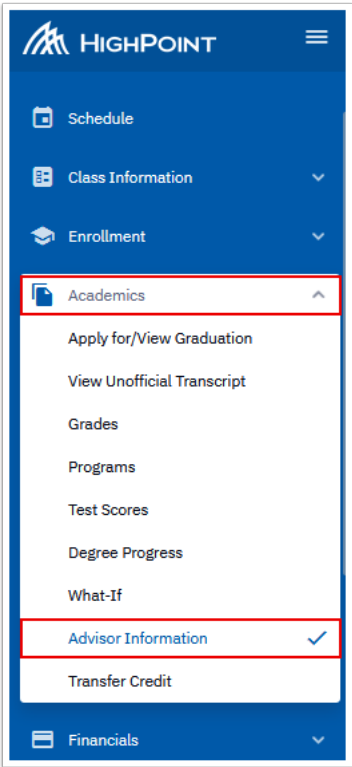 HIGHPOINT
Schedule
Class Information
Enrollment
Academics
Apply for/View Graduation
View Unofficial Transcript
Grades
Programs
Test Scores
Degree Progress
What-If
Advisor Information
Transfer Credit
Financials